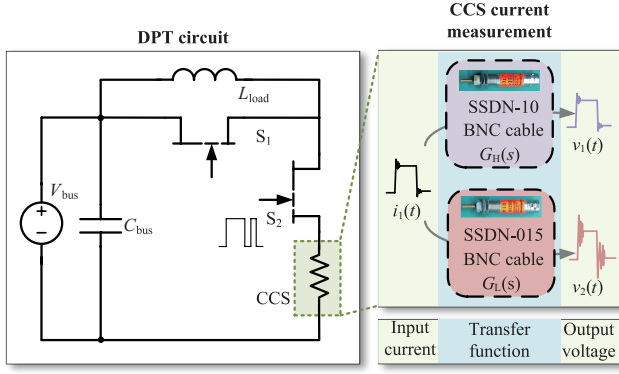 DPT circuit
CCS current
measurement
L_load
S_1
V_bus
C_bus
S_2
CCS
SSDN-10
BNC cable
G_H(s)
v_1(t)
i_1(t)
SSDN-015
BNC cable
G_L(s)
v_2(t)
Input current
Transfer function
Output voltage